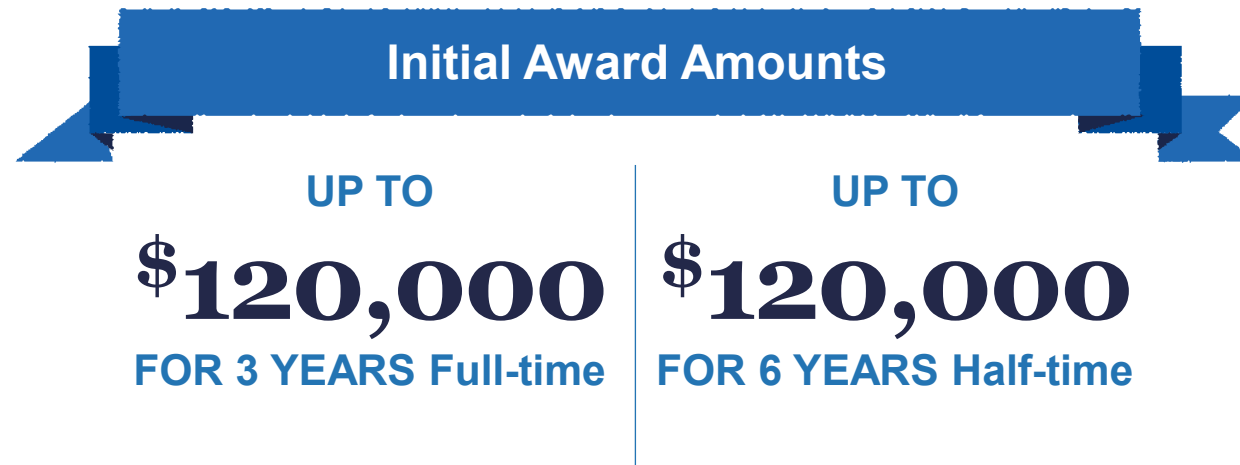 Initial Award Amounts
UP TO
$120,000
FOR 3 YEARS Full-time
UP TO
$120,000
FOR 6 YEARS Half-time